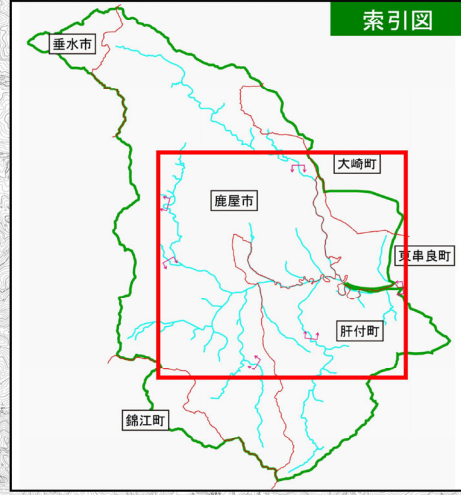 索引図
垂水市
大崎町
鹿屋市
東串良町
肝付町
錦江町